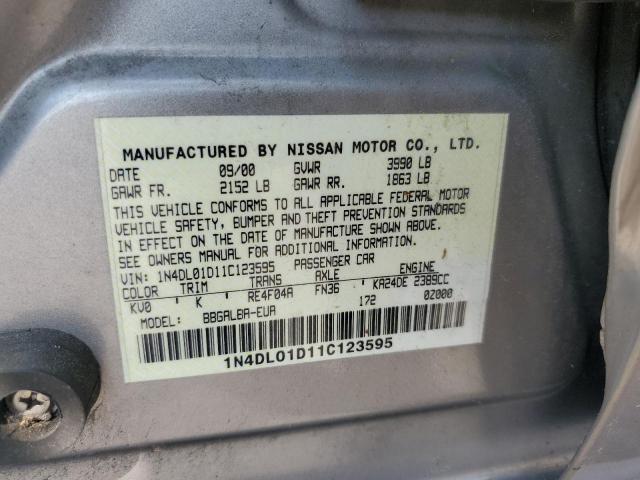 MANUFACTURED BY NISSAN MOTOR CO., LTD.
DATE 09/00 GVWR 3990 LB
GAWR FR. 2152 LB GAWR RR. 1863 LB
THIS VEHICLE CONFORMS TO ALL APPLICABLE FEDERAL MOTOR
VEHICLE SAFETY, BUMPER AND THEFT PREVENTION STANDARDS
IN EFFECT ON THE DATE OF MANUFACTURE SHOWN ABOVE.
SEE OWNERS MANUAL FOR ADDITIONAL INFORMATION.
VIN: 1N4DL01D11C123595 PASSENGER CAR
COLOR TRIM TRANS AXLE ENGINE
KV0 K RE4F04A FN36 KA24DE 2389CC
MODEL: BBGALBA-EUA 172 02000
1N4DL01D11C123595